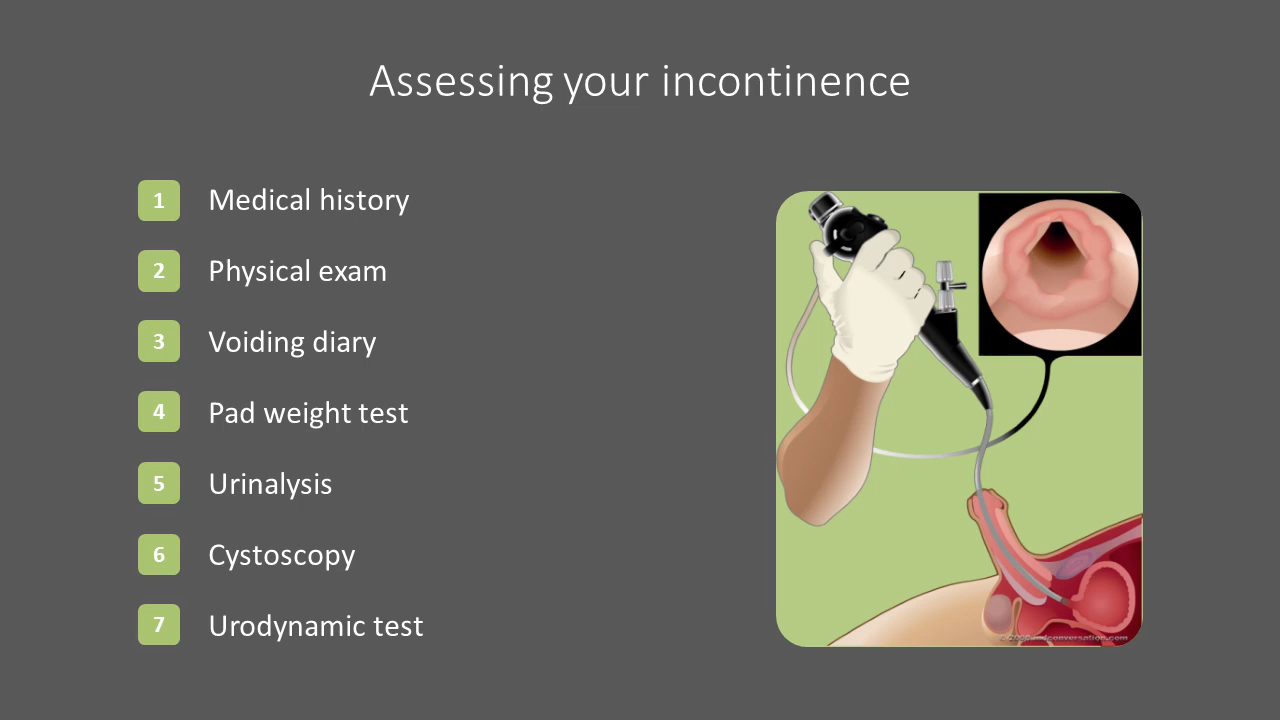 Assessing your incontinence
1 Medical history
2 Physical exam
3 Voiding diary
4 Pad weight test
5 Urinalysis
6 Cystoscopy
7 Urodynamic test